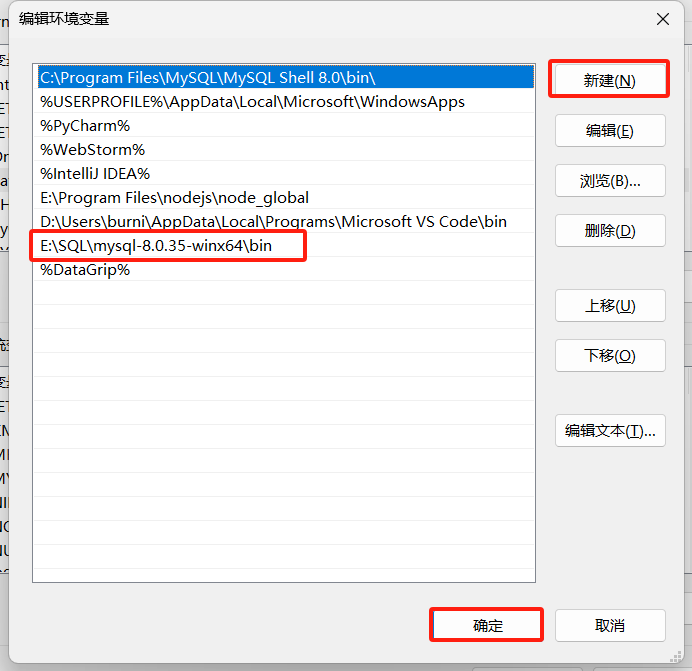 编辑环境变量
C:\Program Files\MySQL\MySQL Shell 8.0\bin\
%USERPROFILE%\AppData\Local\Microsoft\WindowsApps
%PyCharm%
%WebStorm%
%IntelliJ IDEA%
E:\Program Files\nodejs\node_global
D:\Users\burni\AppData\Local\Programs\Microsoft VS Code\bin
E:\SQL\mysql-8.0.35-winx64\bin
%DataGrip%
新建(N)
编辑(E)
浏览(B)...
删除(D)
上移(U)
下移(O)
编辑文本(T)...
确定
取消